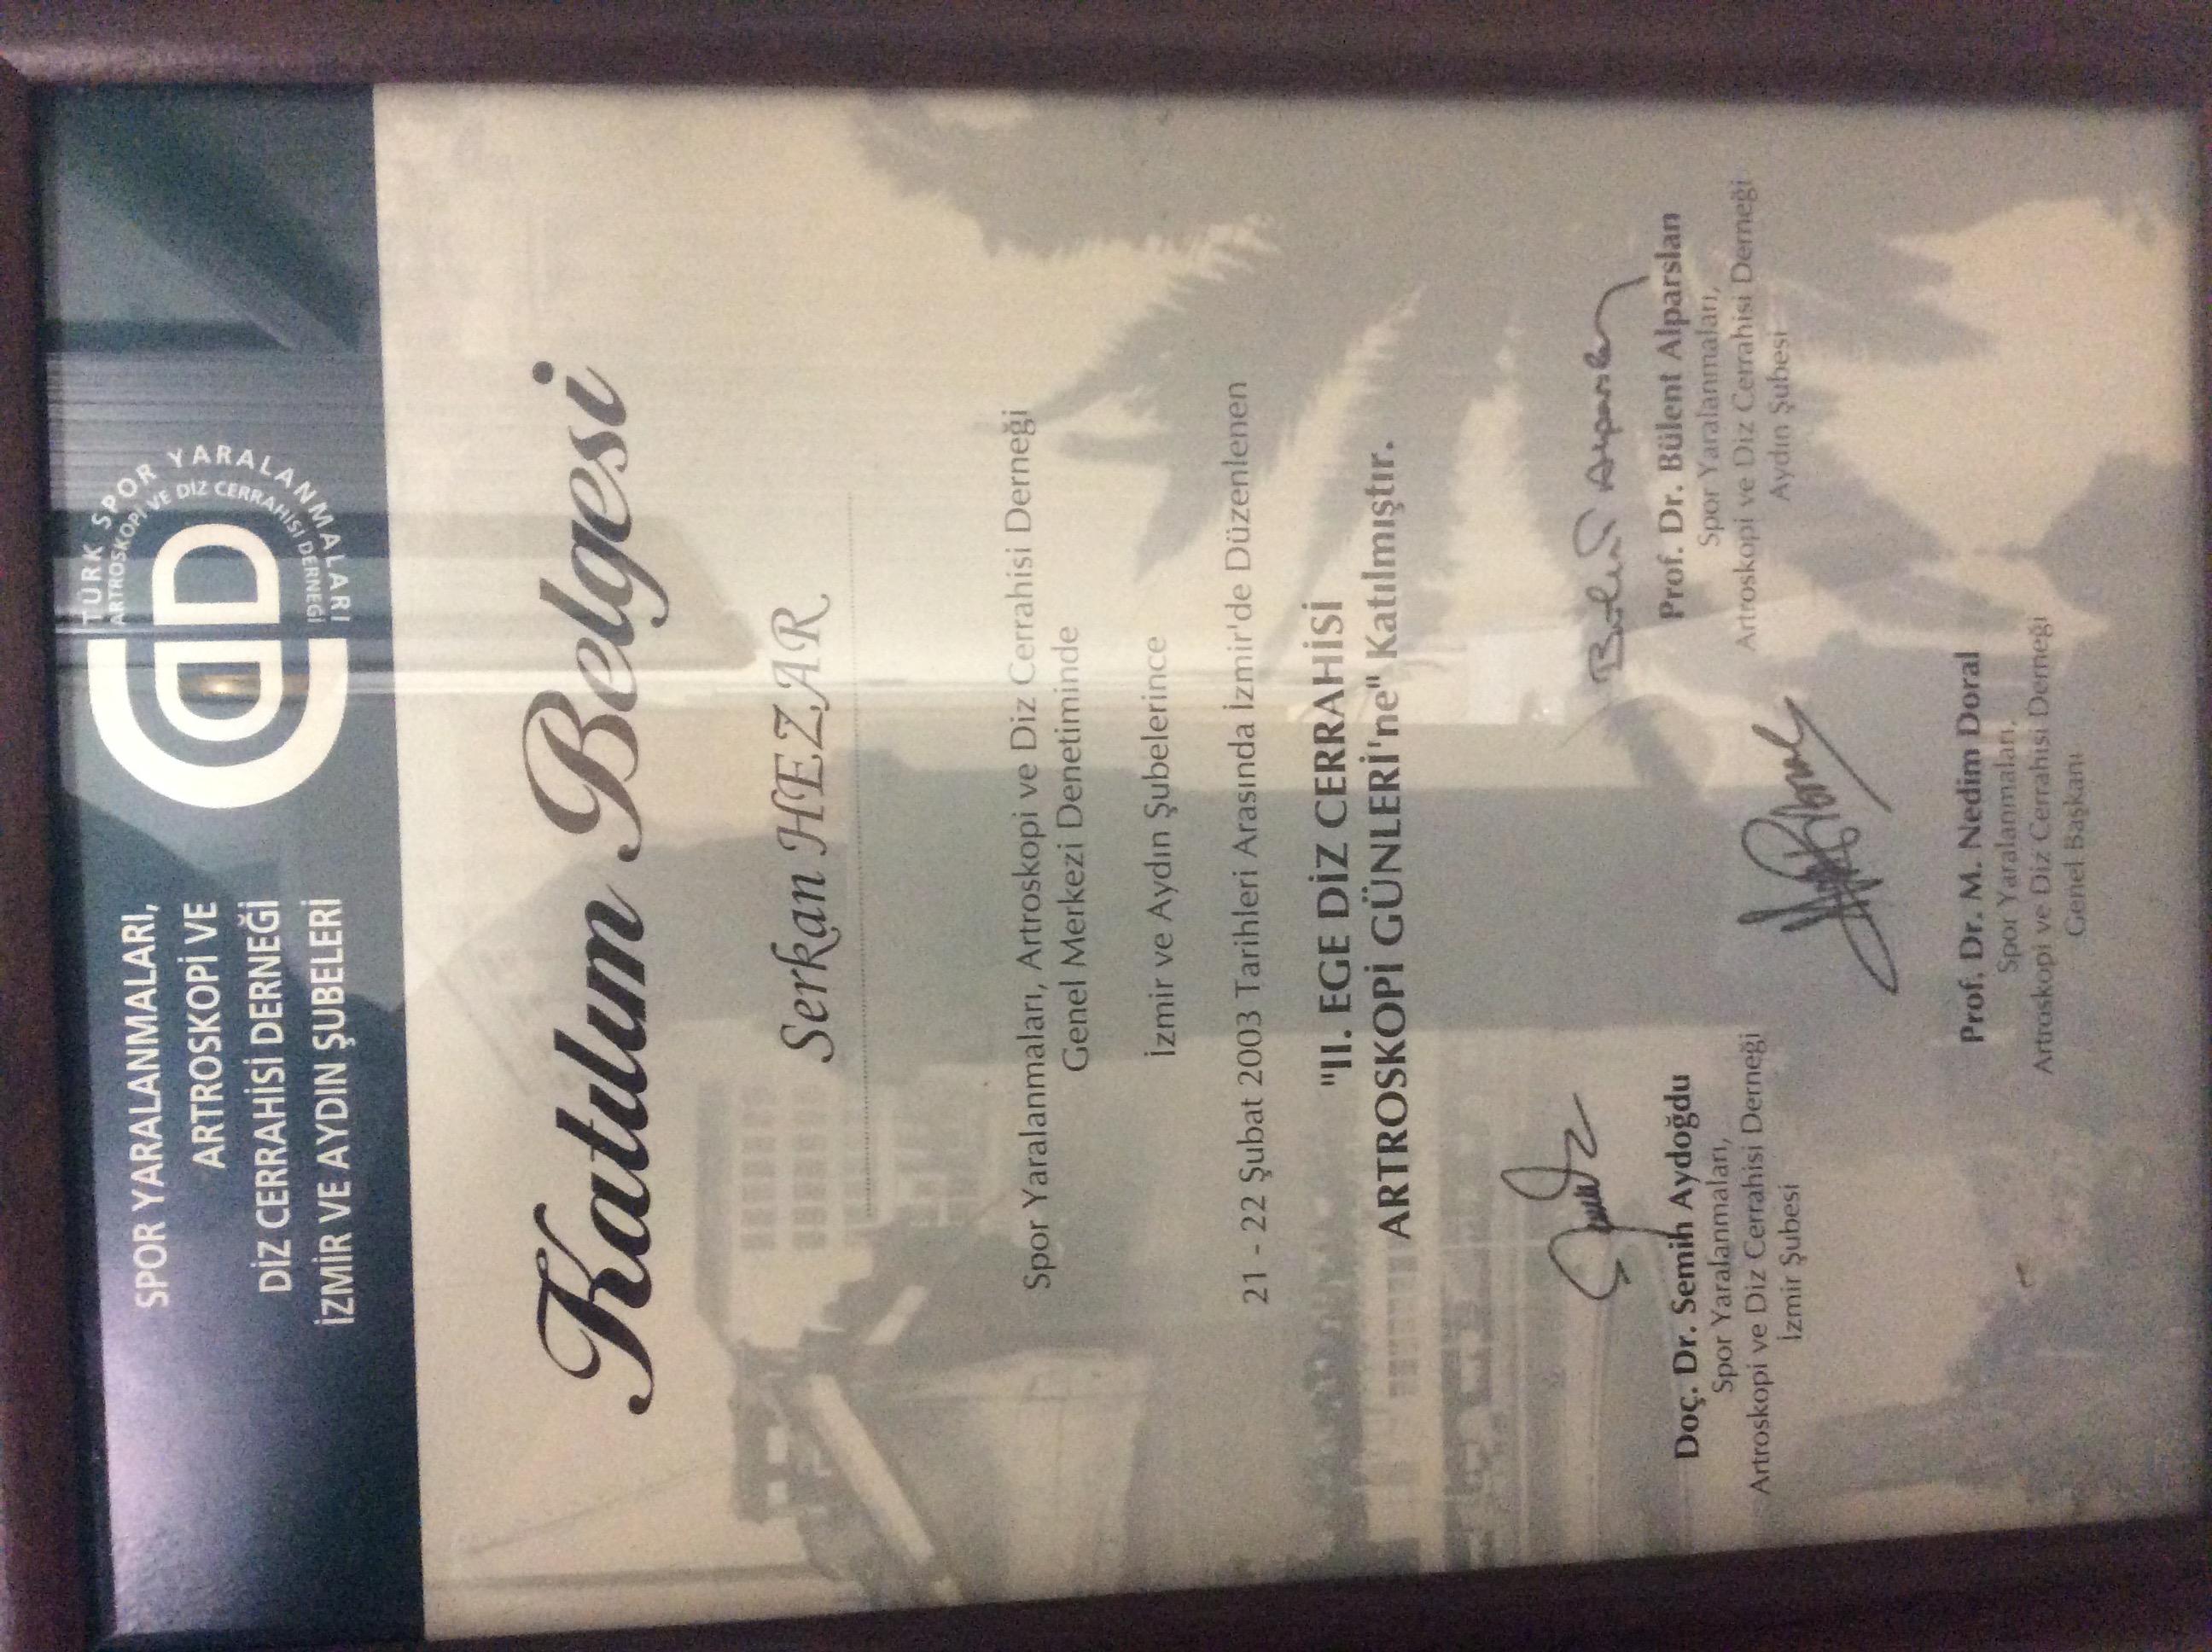 SPOR YARALANMALARI,
ARTROSKOPİ VE
DİZ CERRAHİSİ DERNEĞİ
İZMİR VE AYDIN ŞUBELERİ
TÜRK SPOR YARALANMALARI
ARTROSKOPİ VE DİZ CERRAHİSİ DERNEĞİ
Katılım Belgesi
Serkan HEZAR
Spor Yaralanmaları, Artroskopi ve Diz Cerrahisi Derneği
Genel Merkezi Denetiminde
İzmir ve Aydın Şubelerince
21 - 22 Şubat 2003 Tarihleri Arasında İzmir'de Düzenlenen
"II. EGE DİZ CERRAHİSİ
ARTROSKOPİ GÜNLERİ'ne" Katılmıştır.
Doç. Dr. Semih Aydoğdu
Spor Yaralanmaları,
Artroskopi ve Diz Cerrahisi Derneği
İzmir Şubesi
Bülent Alparslan
Prof. Dr. Bülent Alparslan
Spor Yaralanmaları,
Artroskopi ve Diz Cerrahisi Derneği
Aydın Şubesi
Prof. Dr. M. Nedim Doral
Spor Yaralanmaları,
Artroskopi ve Diz Cerrahisi Derneği
Genel Başkanı